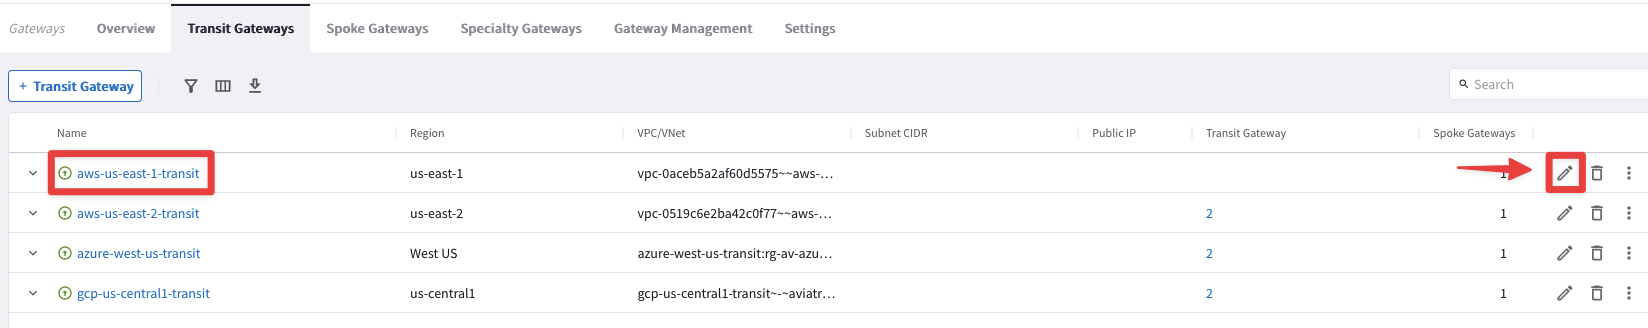 Gateways Overview Transit Gateways Spoke Gateways Specialty Gateways Gateway Management Settings
+ Transit Gateway Search
Name Region VPC/VNet Subnet CIDR Public IP Transit Gateway Spoke Gateways
aws-us-east-1-transit us-east-1 vpc-0aceb5a2af60d5575~~aws-... 1
aws-us-east-2-transit us-east-2 vpc-0519c6e2ba42c0f77~~aws-... 2 1
azure-west-us-transit West US azure-west-us-transit:rg-av-azu... 2 1
gcp-us-central1-transit us-central1 gcp-us-central1-transit~-~aviatr... 2 1